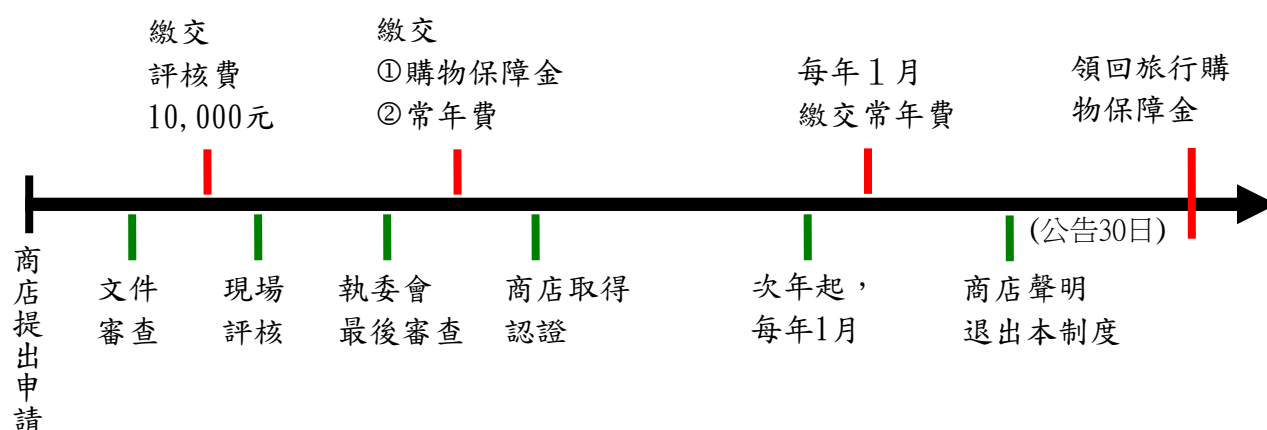 繳交
評核費
10,000元
繳交
①購物保障金
②常年費
每年1月
繳交常年費
領回旅行購
物保障金
(公告30日)
商店提出申請
文件
審查
現場
評核
執委會
最後審查
商店取得
認證
次年起，
每年1月
商店聲明
退出本制度